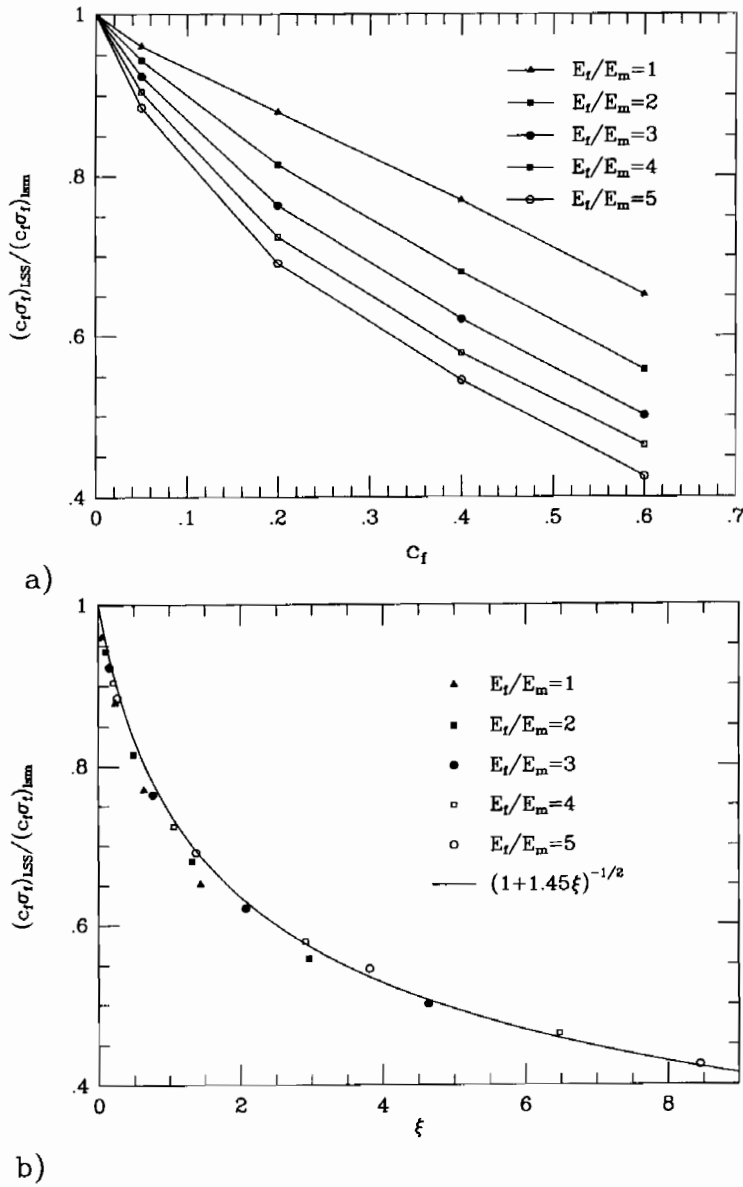 1
.8
.6
.4
(c_fσ_f)_LSS/(c_fσ_f)_lam
E_f/E_m=1
E_f/E_m=2
E_f/E_m=3
E_f/E_m=4
E_f/E_m=5
0 .1 .2 .3 .4 .5 .6 .7
c_f
a)
1
.8
.6
.4
(c_fσ_f)_LSS/(c_fσ_f)_lam
E_f/E_m=1
E_f/E_m=2
E_f/E_m=3
E_f/E_m=4
E_f/E_m=5
(1+1.45ξ)^{-1/2}
0 2 4 6 8
ξ
b)